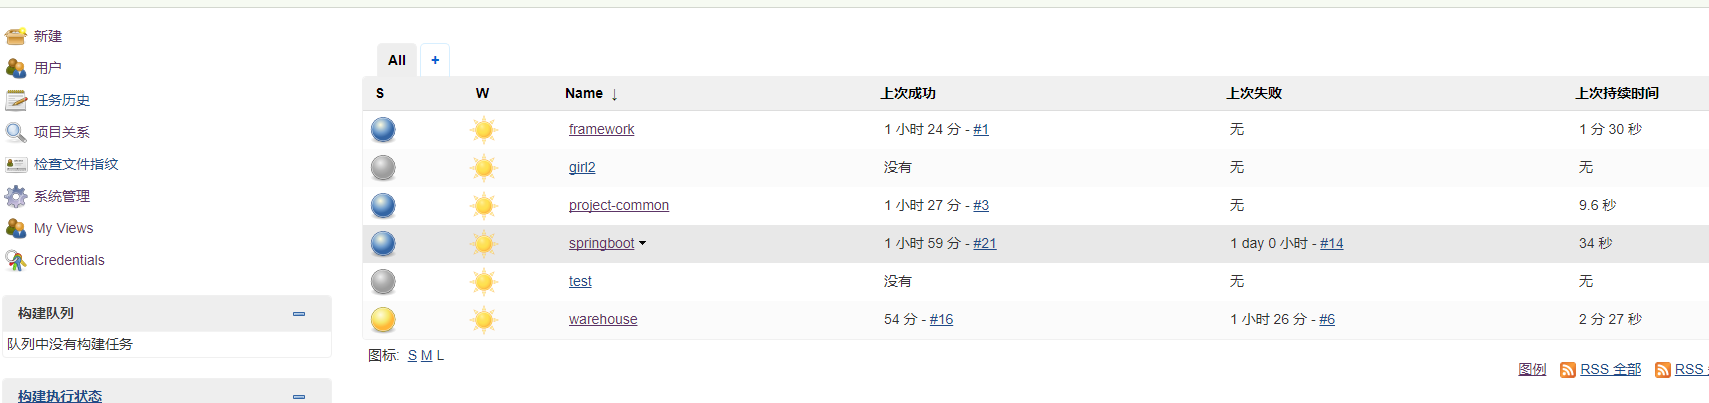 新建
用户
任务历史
项目关系
检查文件指纹
系统管理
My Views
Credentials
构建队列
队列中没有构建任务
构建执行状态
All +
S W Name ↓ 上次成功 上次失败 上次持续时间
framework 1 小时 24 分 - #1 无 1 分 30 秒
girl2 没有 无 无
project-common 1 小时 27 分 - #3 无 9.6 秒
springboot 1 小时 59 分 - #21 1 day 0 小时 - #14 34 秒
test 没有 无 无
warehouse 54 分 - #16 1 小时 26 分 - #6 2 分 27 秒
图标: S M L
图例 RSS 全部 RSS